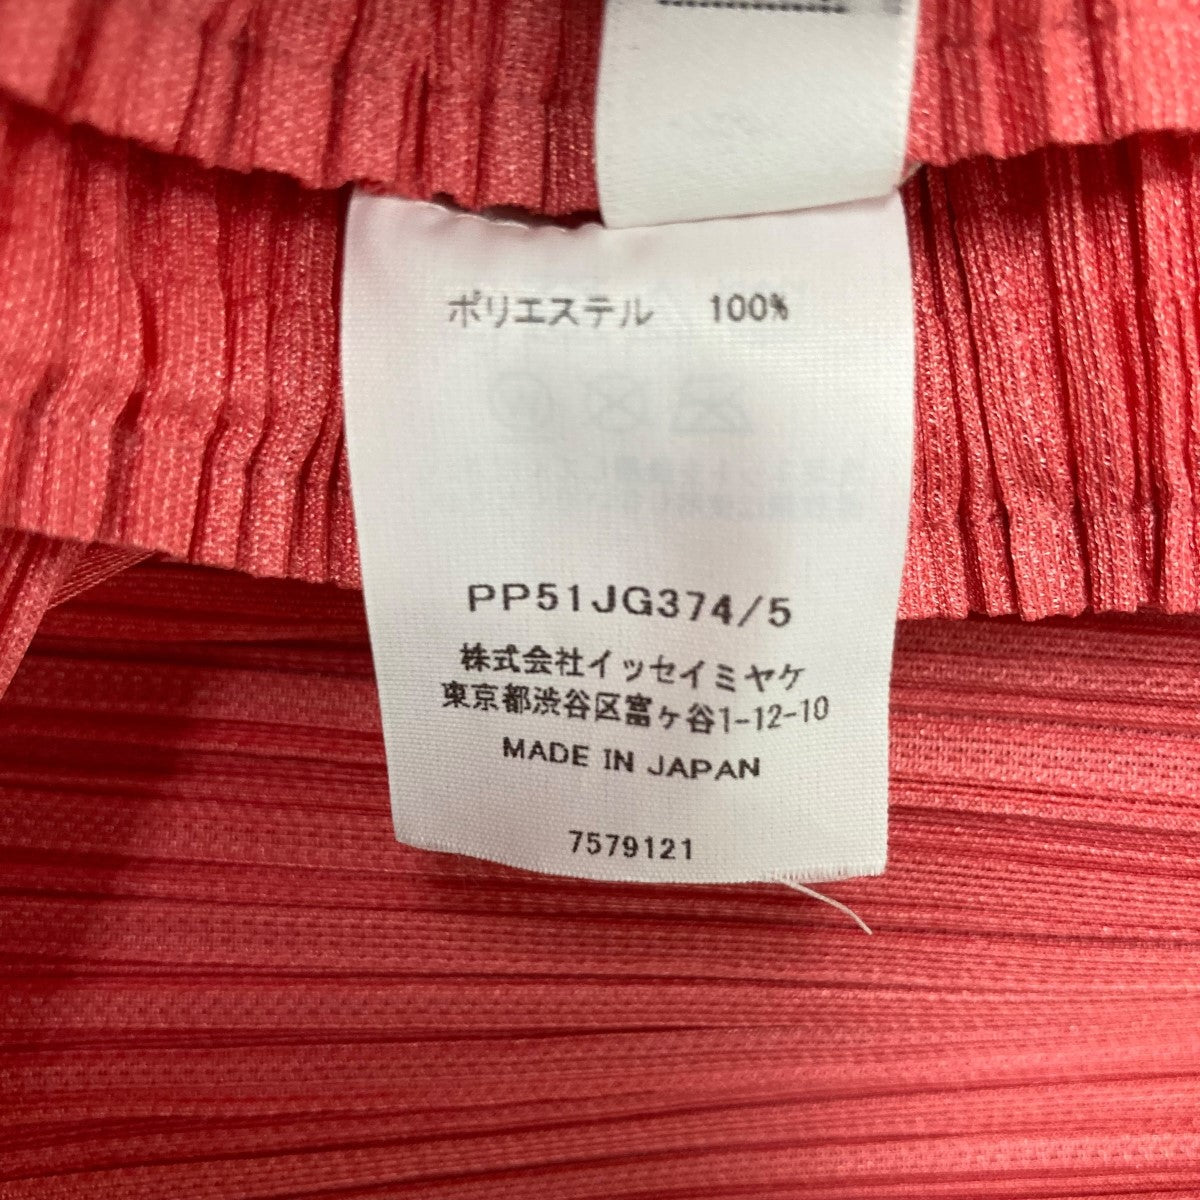 ポリエステル 100%
PP51JG374/5
株式会社イッセイミヤケ
東京都渋谷区富ヶ谷1-12-10
MADE IN JAPAN
7579121